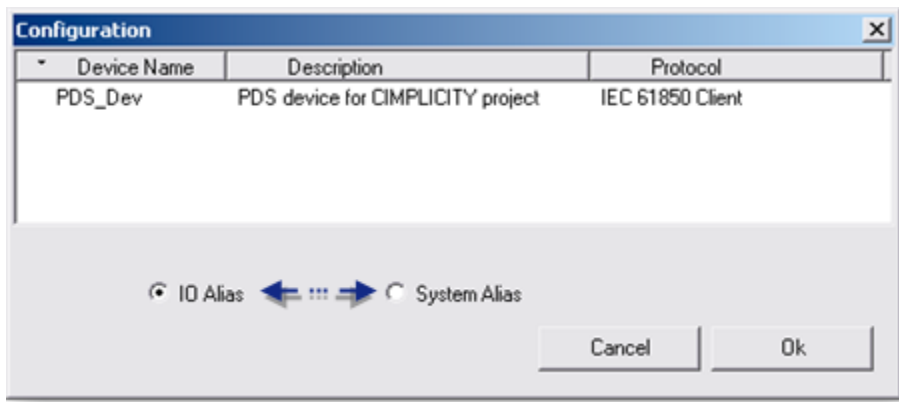 Configuration
Device Name Description Protocol
PDS_Dev PDS device for CIMPLICITY project IEC 61850 Client
IO Alias System Alias
Cancel Ok